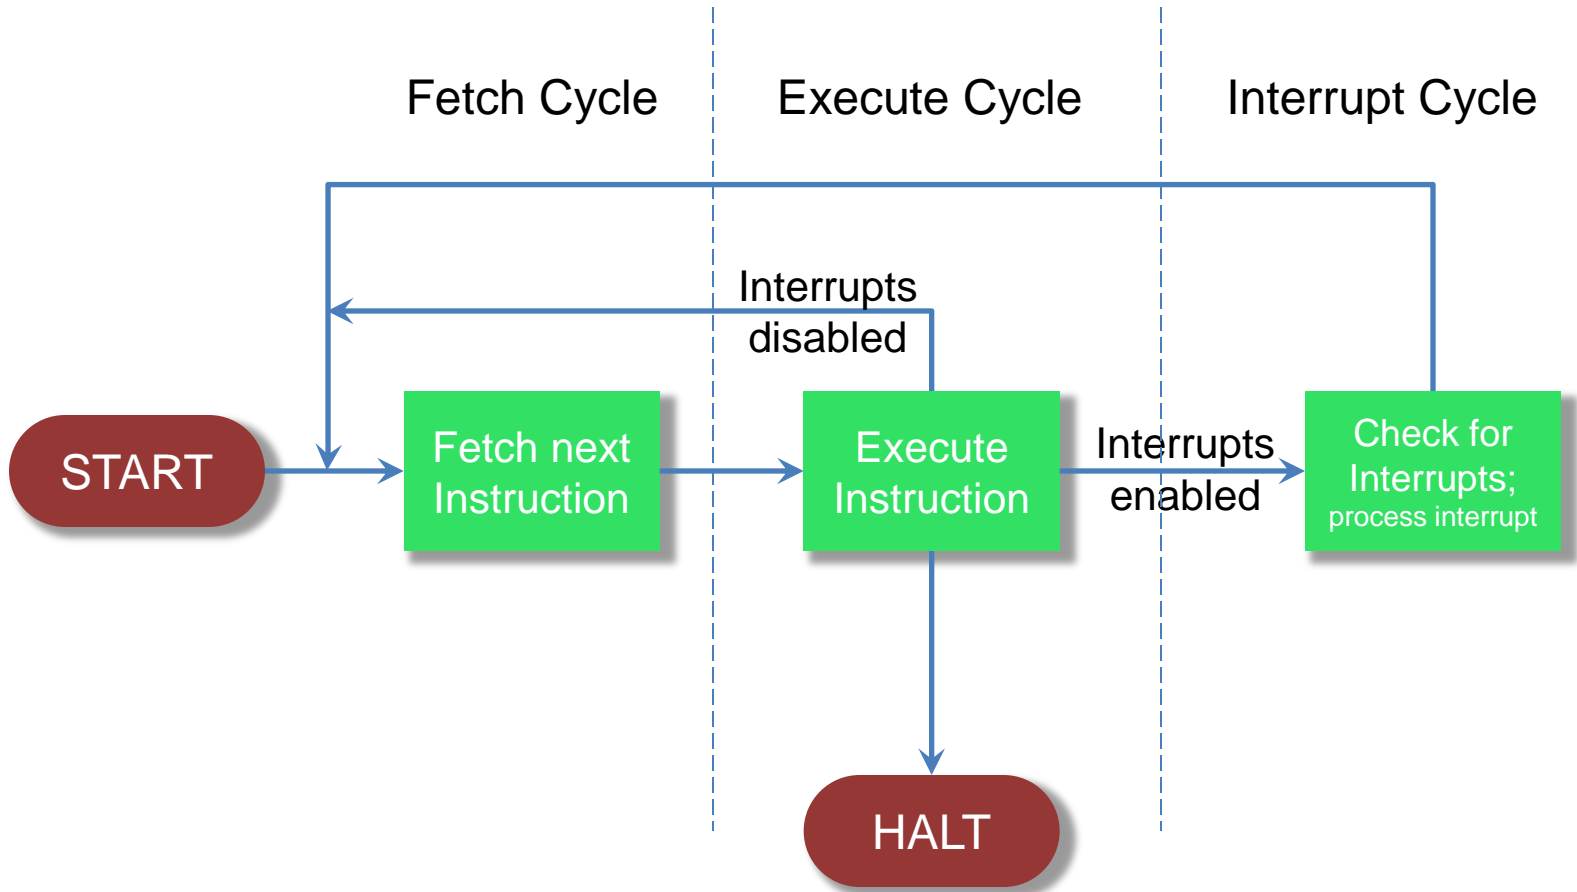 Fetch Cycle
Execute Cycle
Interrupt Cycle
Interrupts
disabled
START
Fetch next
Instruction
Execute
Instruction
Interrupts
enabled
Check for
Interrupts;
process interrupt
HALT